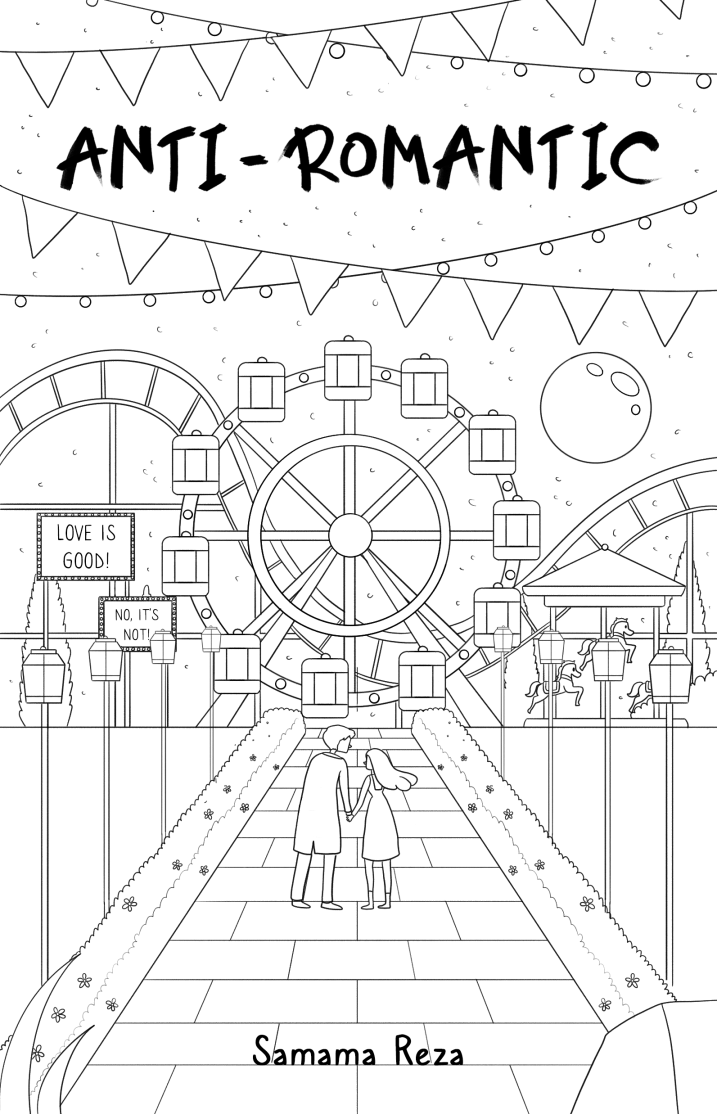 ANTI-ROMANTIC
LOVE IS
GOOD!
NO, IT'S
NOT!
Samama Reza